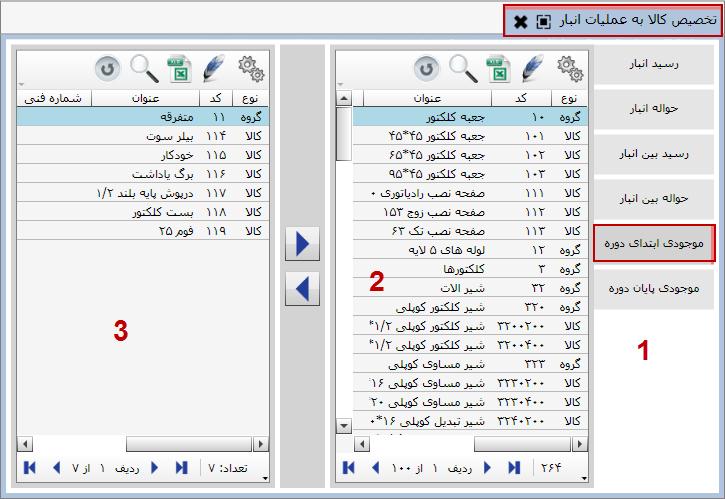 تخصیص کالا به عملیات انبار
رسید انبار
حواله انبار
رسید بین انبار
حواله بین انبار
موجودی ابتدای دوره
موجودی پایان دوره
1
نوع کد عنوان
گروه ۱۰ جعبه کلکتور
کالا ۱۰۱ جعبه کلکتور ۴۵*۴۵
کالا ۱۰۲ جعبه کلکتور ۶۵*۴۵
کالا ۱۰۳ جعبه کلکتور ۹۵*۴۵
کالا ۱۱۱ صفحه نصب رادیاتوری ۰
کالا ۱۱۲ صفحه نصب زوج ۱۵۳
کالا ۱۱۳ صفحه نصب تک ۶۳
گروه ۱۲ لوله های ۵ لایه
گروه ۳ کلکتورها
گروه ۳۲ شیر الات
گروه ۳۲۰ شیر کلکتور کوپلی
کالا ۳۲۰۰۲۰۰ شیر کلکتور کوپلی ۱/۲*
کالا ۳۲۰۰۴۰۰ شیر کلکتور کوپلی ۱/۲*
گروه ۳۲۳ شیر مساوی کوپلی
کالا ۳۲۳۰۲۰۰ شیر مساوی کوپلی ۱۶
کالا ۳۲۳۰۴۰۰ شیر مساوی کوپلی ۲۰
کالا ۳۲۴۰۲۰۰ شیر تبدیل کوپلی ۱۶*۰
2
۲۶۴ ردیف ۱ از ۱۰۰
نوع کد عنوان شماره فنی
گروه ۱۱ متفرقه
کالا ۱۱۴ بیلر سوت
کالا ۱۱۵ خودکار
کالا ۱۱۶ برگ یاداشت
کالا ۱۱۷ درپوش پایه بلند ۱/۲
کالا ۱۱۸ بست کلکتور
کالا ۱۱۹ فوم ۲۵
3
تعداد: ۷ ردیف ۱ از ۷